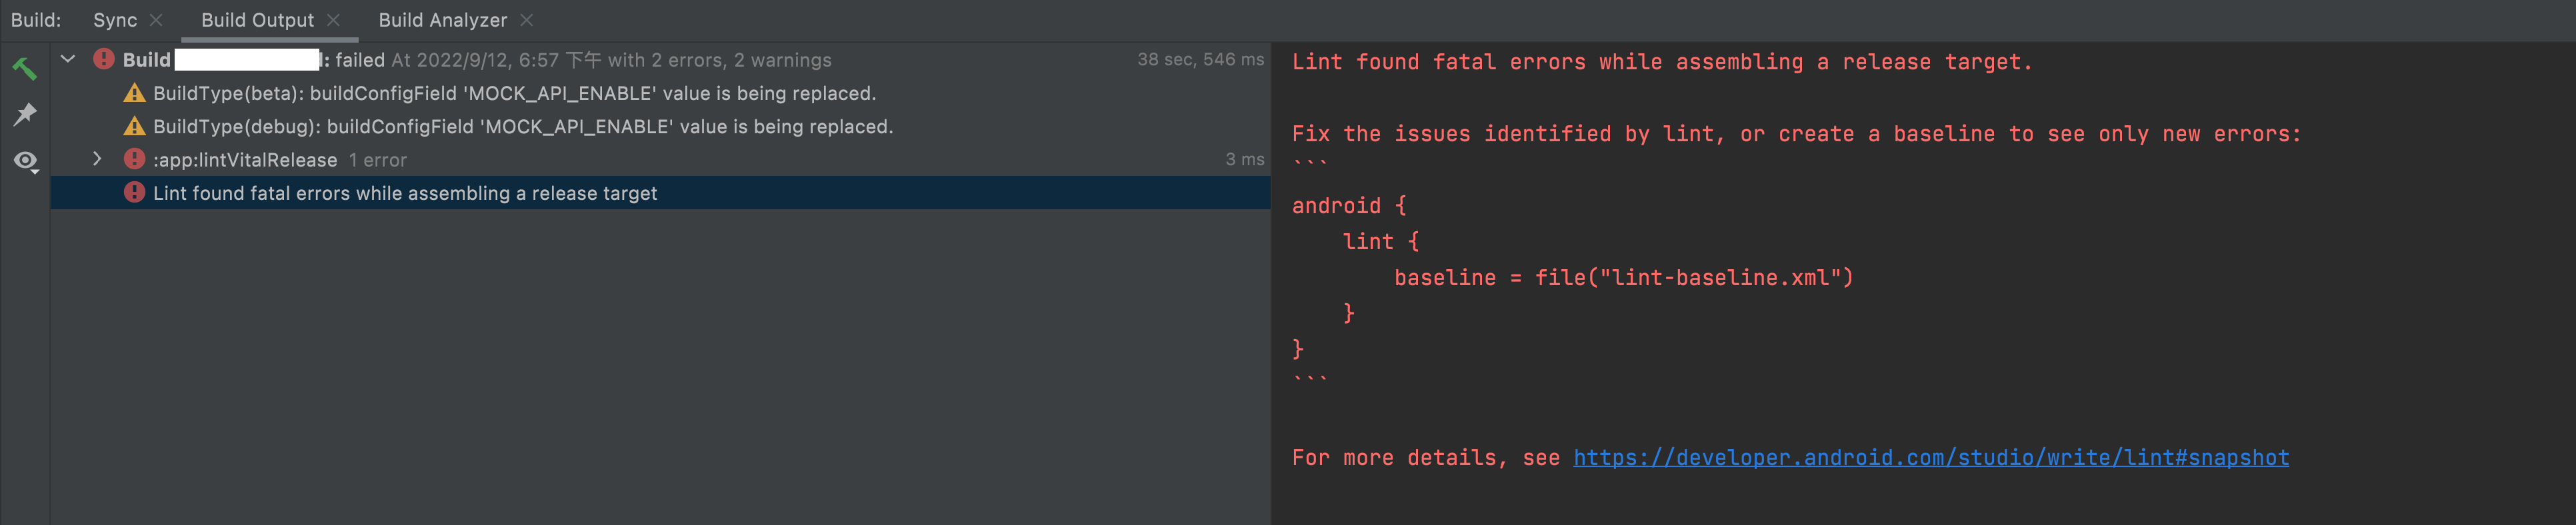 Build: Sync Build Output Build Analyzer
Build l: failed At 2022/9/12, 6:57 下午 with 2 errors, 2 warnings 38 sec, 546 ms
BuildType(beta): buildConfigField 'MOCK_API_ENABLE' value is being replaced.
BuildType(debug): buildConfigField 'MOCK_API_ENABLE' value is being replaced.
:app:lintVitalRelease 1 error 3 ms
Lint found fatal errors while assembling a release target
Lint found fatal errors while assembling a release target.
Fix the issues identified by lint, or create a baseline to see only new errors:
```
android {
    lint {
        baseline = file("lint-baseline.xml")
    }
}
```
For more details, see https://developer.android.com/studio/write/lint#snapshot